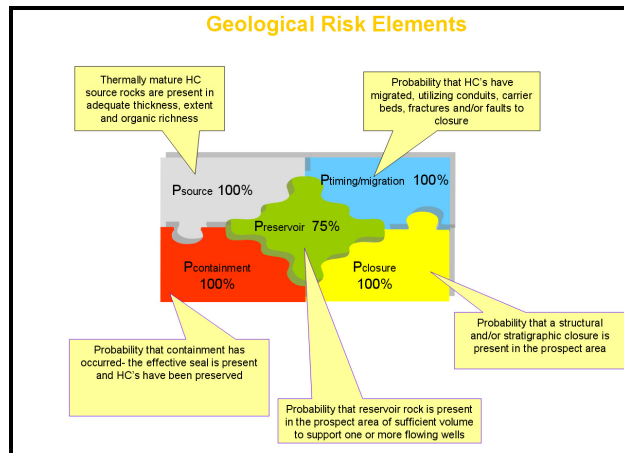 Geological Risk Elements
Thermally mature HC
source rocks are present in
adequate thickness, extent
and organic richness
Probability that HC's have
migrated, utilizing conduits, carrier
beds, fractures and/or faults to
closure
Psource 100%
Ptiming/migration 100%
Preservoir 75%
Pcontainment
100%
Pclosure
100%
Probability that a structural
and/or stratigraphic closure is
present in the prospect area
Probability that containment has
occurred- the effective seal is present
and HC's have been preserved
Probability that reservoir rock is present
in the prospect area of sufficient volume
to support one or more flowing wells